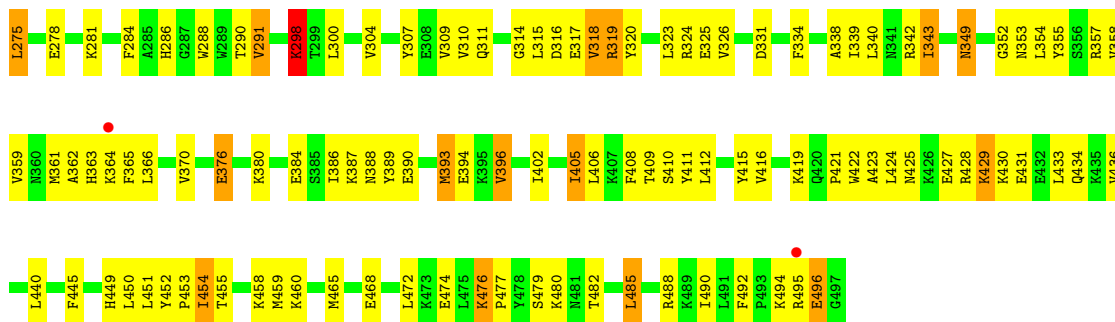 L275 E278 K281 F284 A285 H286 G287 W288 W289 T290 V291 K298 T299 L300 V304 Y307 E308 V309 V310 Q311 G314 L315 D316 E317 V318 R319 Y320 L323 R324 E325 V326 D331 F334 A338 I339 L340 N341 R342 I343 N349 G352 N353 L354 Y355 S356 R357
V359 N360 M361 A362 H363 K364 F365 L366 V370 E376 K380 E384 S385 I386 K387 N388 Y389 E390 M393 E394 K395 V396 I402 I405 L406 K407 F408 T409 S410 Y411 L412 Y415 V416 K419 Q420 P421 W422 A423 L424 N425 K426 E427 R428 K429 K430 E431 E432 L433 Q434 K435
L440 F445 H449 L450 L451 Y452 P453 I454 T455 K458 M459 K460 M465 E468 L472 K473 E474 L475 K476 P477 Y478 S479 K480 N481 T482 L485 R488 K489 I490 L491 F492 P493 K494 R495 E496 G497